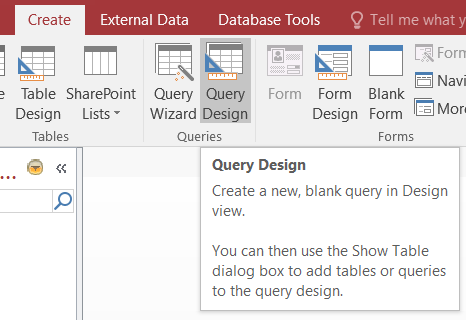 Create External Data Database Tools Tell me what y
Table Design
SharePoint Lists
Query Wizard
Query Design
Form
Form Design
Blank Form
Form
Navi
More
Tables Queries Forms
...
Query Design
Create a new, blank query in Design
view.
You can then use the Show Table
dialog box to add tables or queries
to the query design.